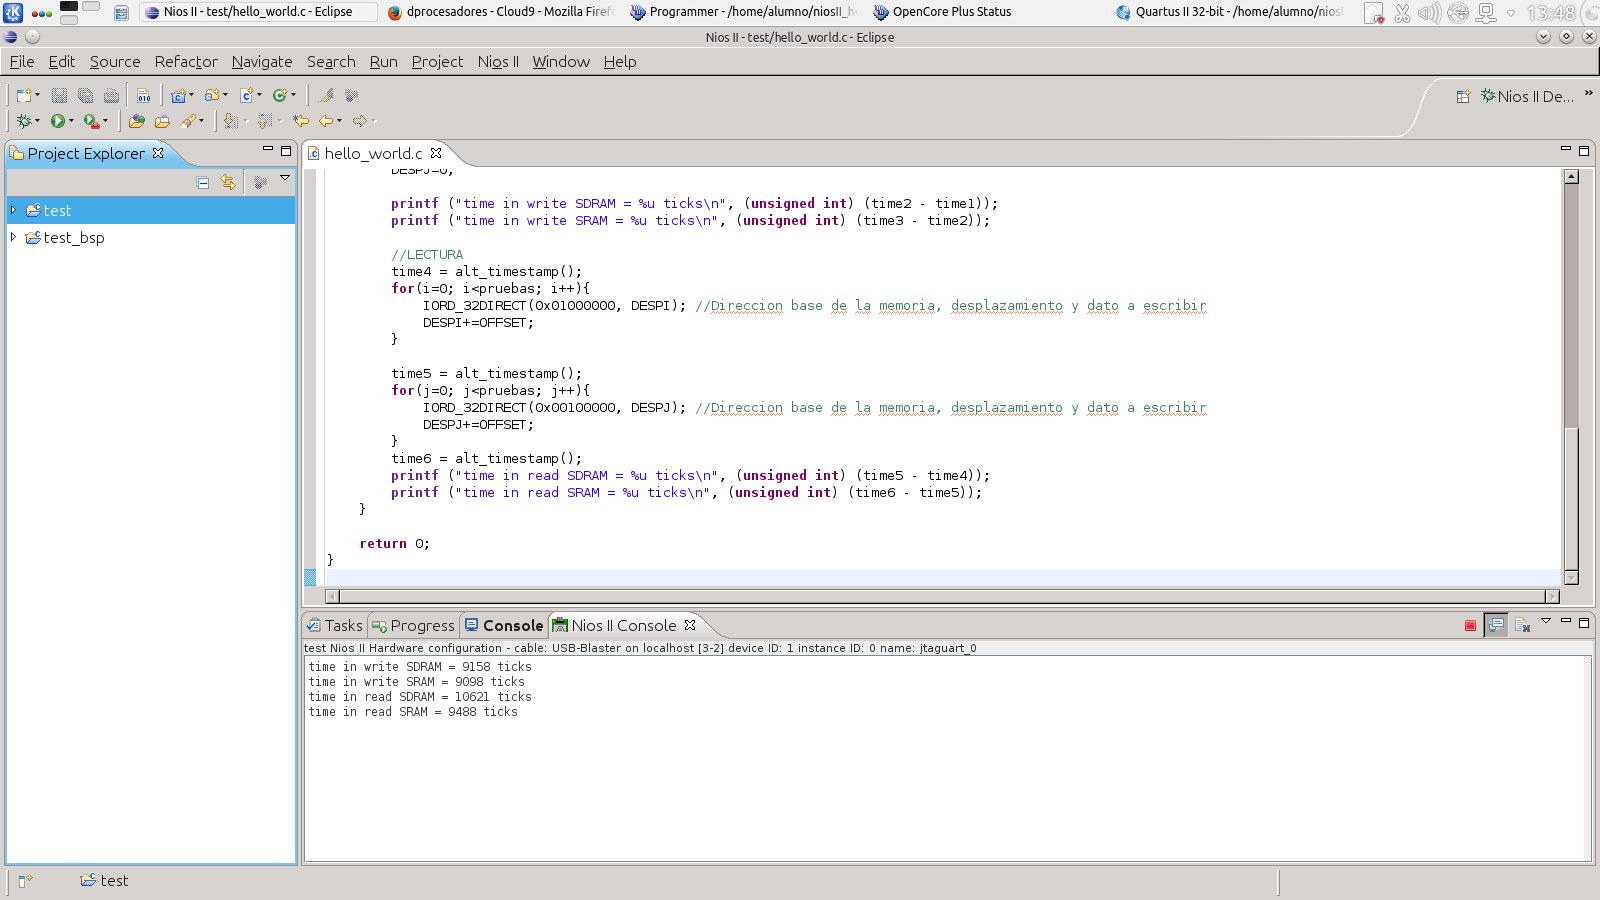 Nios II - test/hello_world.c - Eclipse
dprocesadores - Cloud9 - Mozilla Firef
Programmer - /home/alumno/niosII_h
OpenCore Plus Status
Quartus II 32-bit - /home/alumno/nios
13:48
Nios II - test/hello_world.c - Eclipse
File Edit Source Refactor Navigate Search Run Project Nios II Window Help
Nios II De... »
Project Explorer
test
test_bsp
hello_world.c
DESPJ=0;
printf ("time in write SDRAM = %u ticks\n", (unsigned int) (time2 - time1));
printf ("time in write SRAM = %u ticks\n", (unsigned int) (time3 - time2));
//LECTURA
time4 = alt_timestamp();
for(i=0; i<pruebas; i++){
IORD_32DIRECT(0x01000000, DESPI); //Direccion base de la memoria, desplazamiento y dato a escribir
DESPI+=OFFSET;
}
time5 = alt_timestamp();
for(j=0; j<pruebas; j++){
IORD_32DIRECT(0x00100000, DESPJ); //Direccion base de la memoria, desplazamiento y dato a escribir
DESPJ+=OFFSET;
}
time6 = alt_timestamp();
printf ("time in read SDRAM = %u ticks\n", (unsigned int) (time5 - time4));
printf ("time in read SRAM = %u ticks\n", (unsigned int) (time6 - time5));
}
return 0;
}
Tasks Progress Console Nios II Console
test Nios II Hardware configuration - cable: USB-Blaster on localhost [3-2] device ID: 1 instance ID: 0 name: jtaguart_0
time in write SDRAM = 9158 ticks
time in write SRAM = 9098 ticks
time in read SDRAM = 10621 ticks
time in read SRAM = 9488 ticks
test